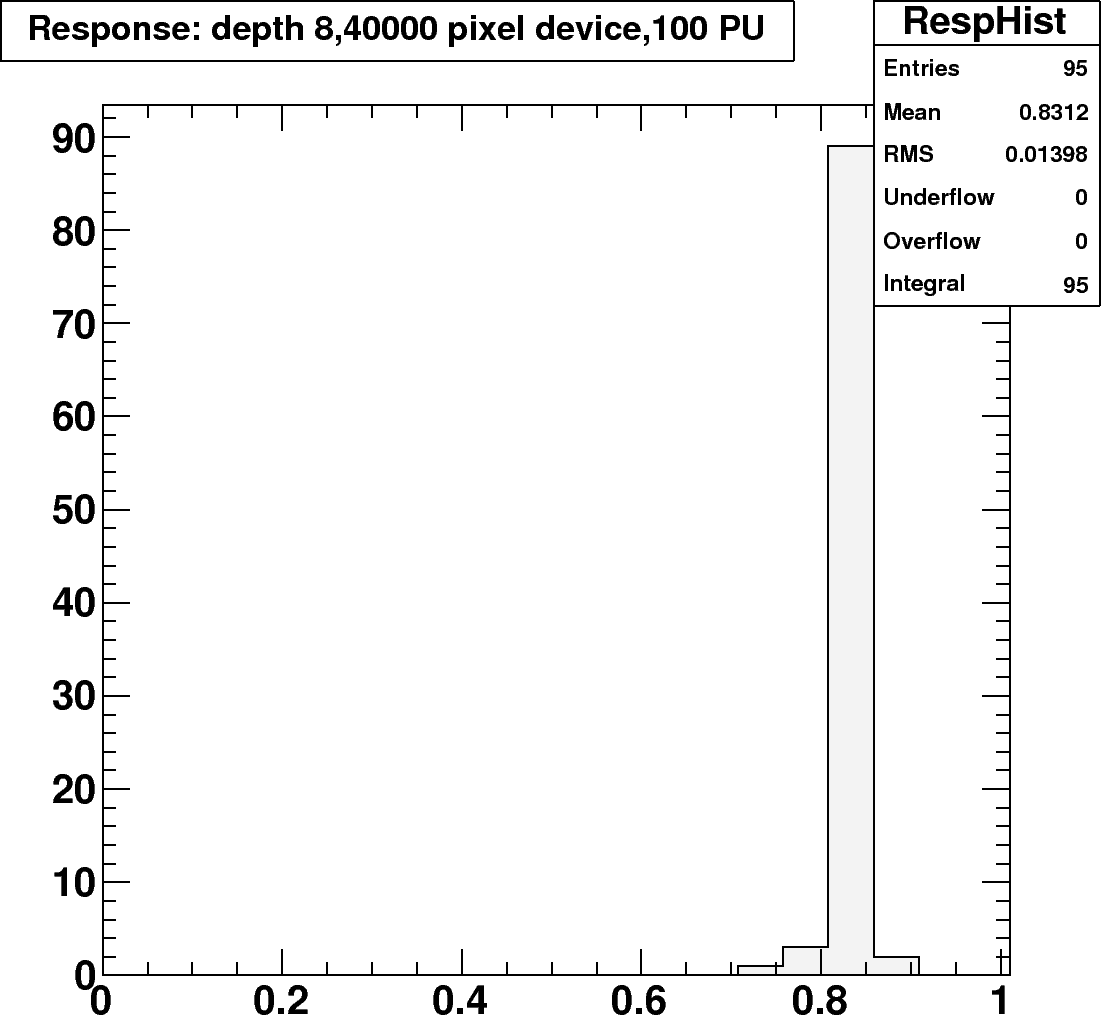 Response: depth 8,40000 pixel device,100 PU
RespHist
Entries 95
Mean 0.8312
RMS 0.01398
Underflow 0
Overflow 0
Integral 95
90
80
70
60
50
40
30
20
10
0
0 0.2 0.4 0.6 0.8 1